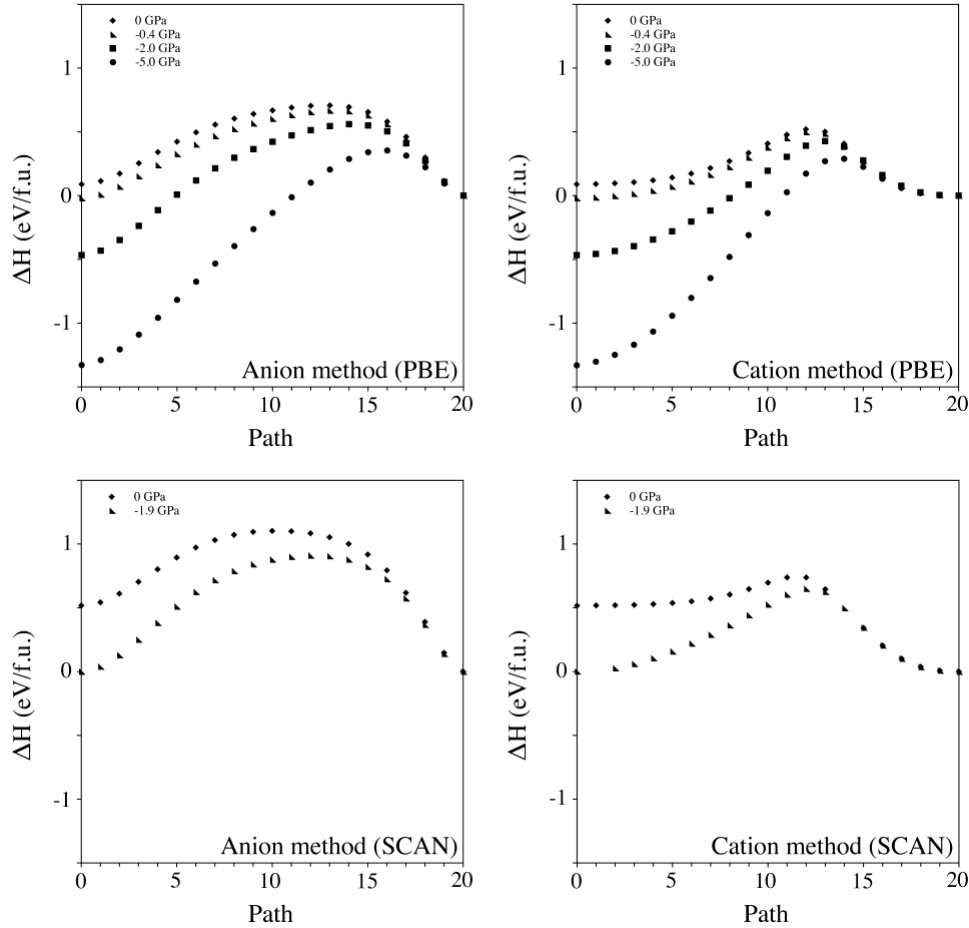 0 GPa
-0.4 GPa
-2.0 GPa
-5.0 GPa
1
0
-1
ΔH (eV/f.u.)
Anion method (PBE)
0 5 10 15 20
Path
0 GPa
-0.4 GPa
-2.0 GPa
-5.0 GPa
1
0
-1
ΔH (eV/f.u.)
Cation method (PBE)
0 5 10 15 20
Path
0 GPa
-1.9 GPa
1
0
-1
ΔH (eV/f.u.)
Anion method (SCAN)
0 5 10 15 20
Path
0 GPa
-1.9 GPa
1
0
-1
ΔH (eV/f.u.)
Cation method (SCAN)
0 5 10 15 20
Path